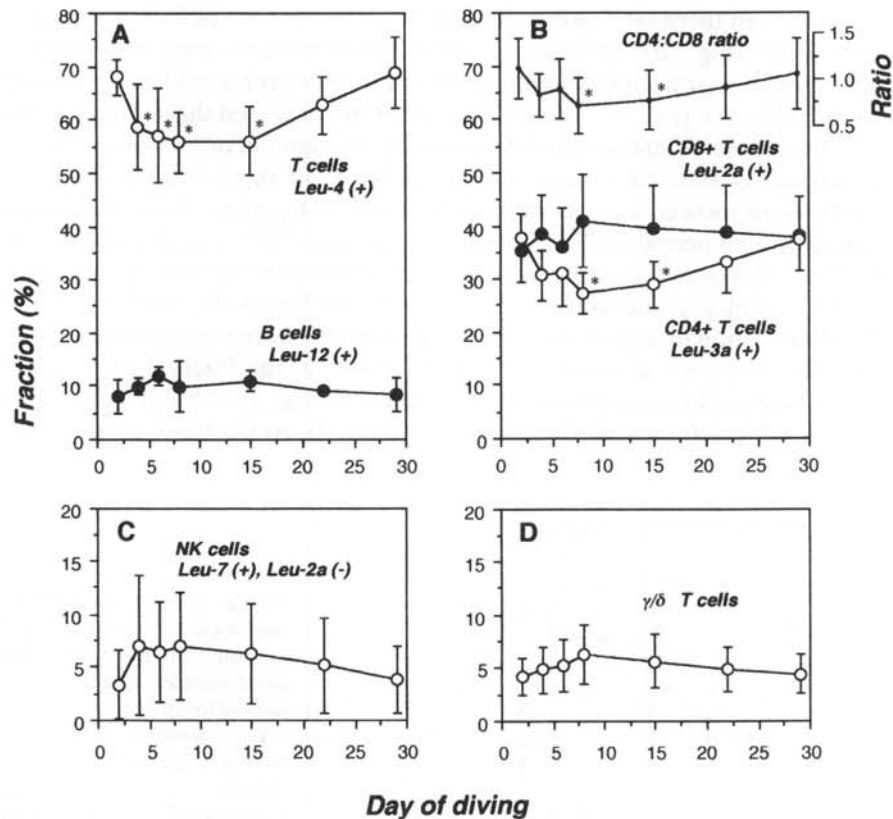 A
B
CD4:CD8 ratio
T cells
Leu-4 (+)
B cells
Leu-12 (+)
CD8+ T cells
Leu-2a (+)
CD4+ T cells
Leu-3a (+)
80
70
60
50
40
30
20
10
0
0 5 10 15 20 25 30
* * * *
80
70
60
50
40
30
20
10
0
0 5 10 15 20 25 30
* *
* *
1.5
1.0
0.5
Ratio
Fraction (%)
C
NK cells
Leu-7 (+), Leu-2a (-)
20
15
10
5
0
0 5 10 15 20 25 30
D
γ/δ T cells
20
15
10
5
0
0 5 10 15 20 25 30
Day of diving